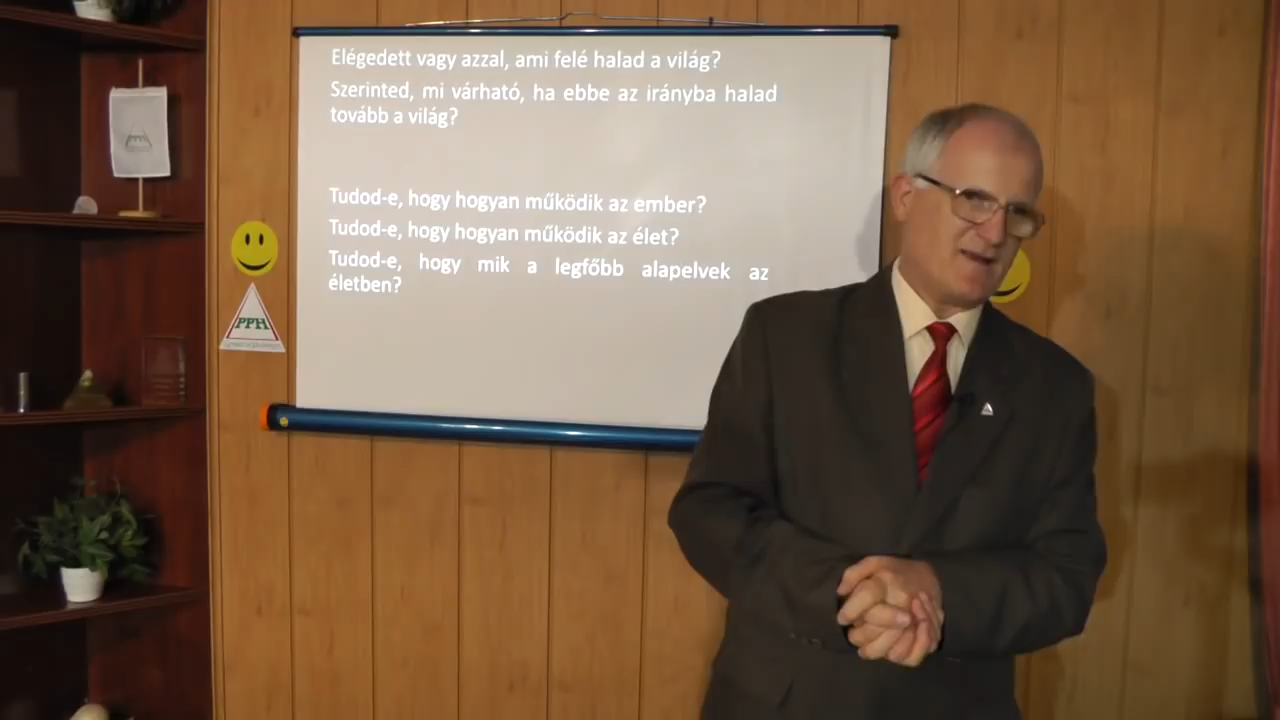 Elégedett vagy azzal, ami felé halad a világ?
Szerinted, mi várható, ha ebbe az irányba halad
tovább a világ?
Tudod-e, hogy hogyan működik az ember?
Tudod-e, hogy hogyan működik az élet?
Tudod-e, hogy mik a legfőbb alapelvek az
életben?
PPH